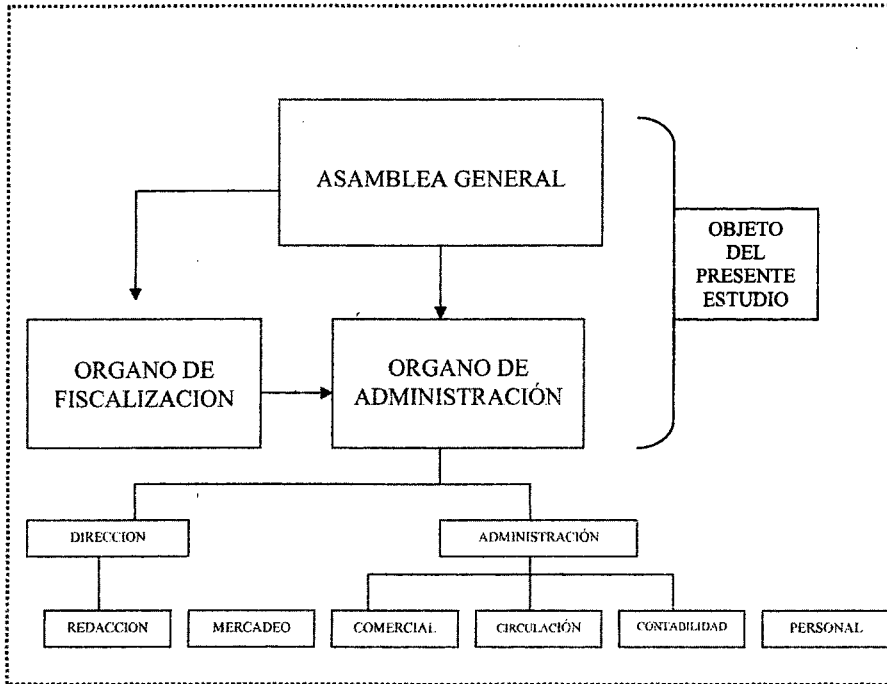 ASAMBLEA GENERAL
OBJETO
DEL
PRESENTE
ESTUDIO
ORGANO DE
FISCALIZACION
ORGANO DE
ADMINISTRACIÓN
DIRECCION
ADMINISTRACIÓN
REDACCION
MERCADEO
COMERCIAL
CIRCULACIÓN
CONTABILIDAD
PERSONAL